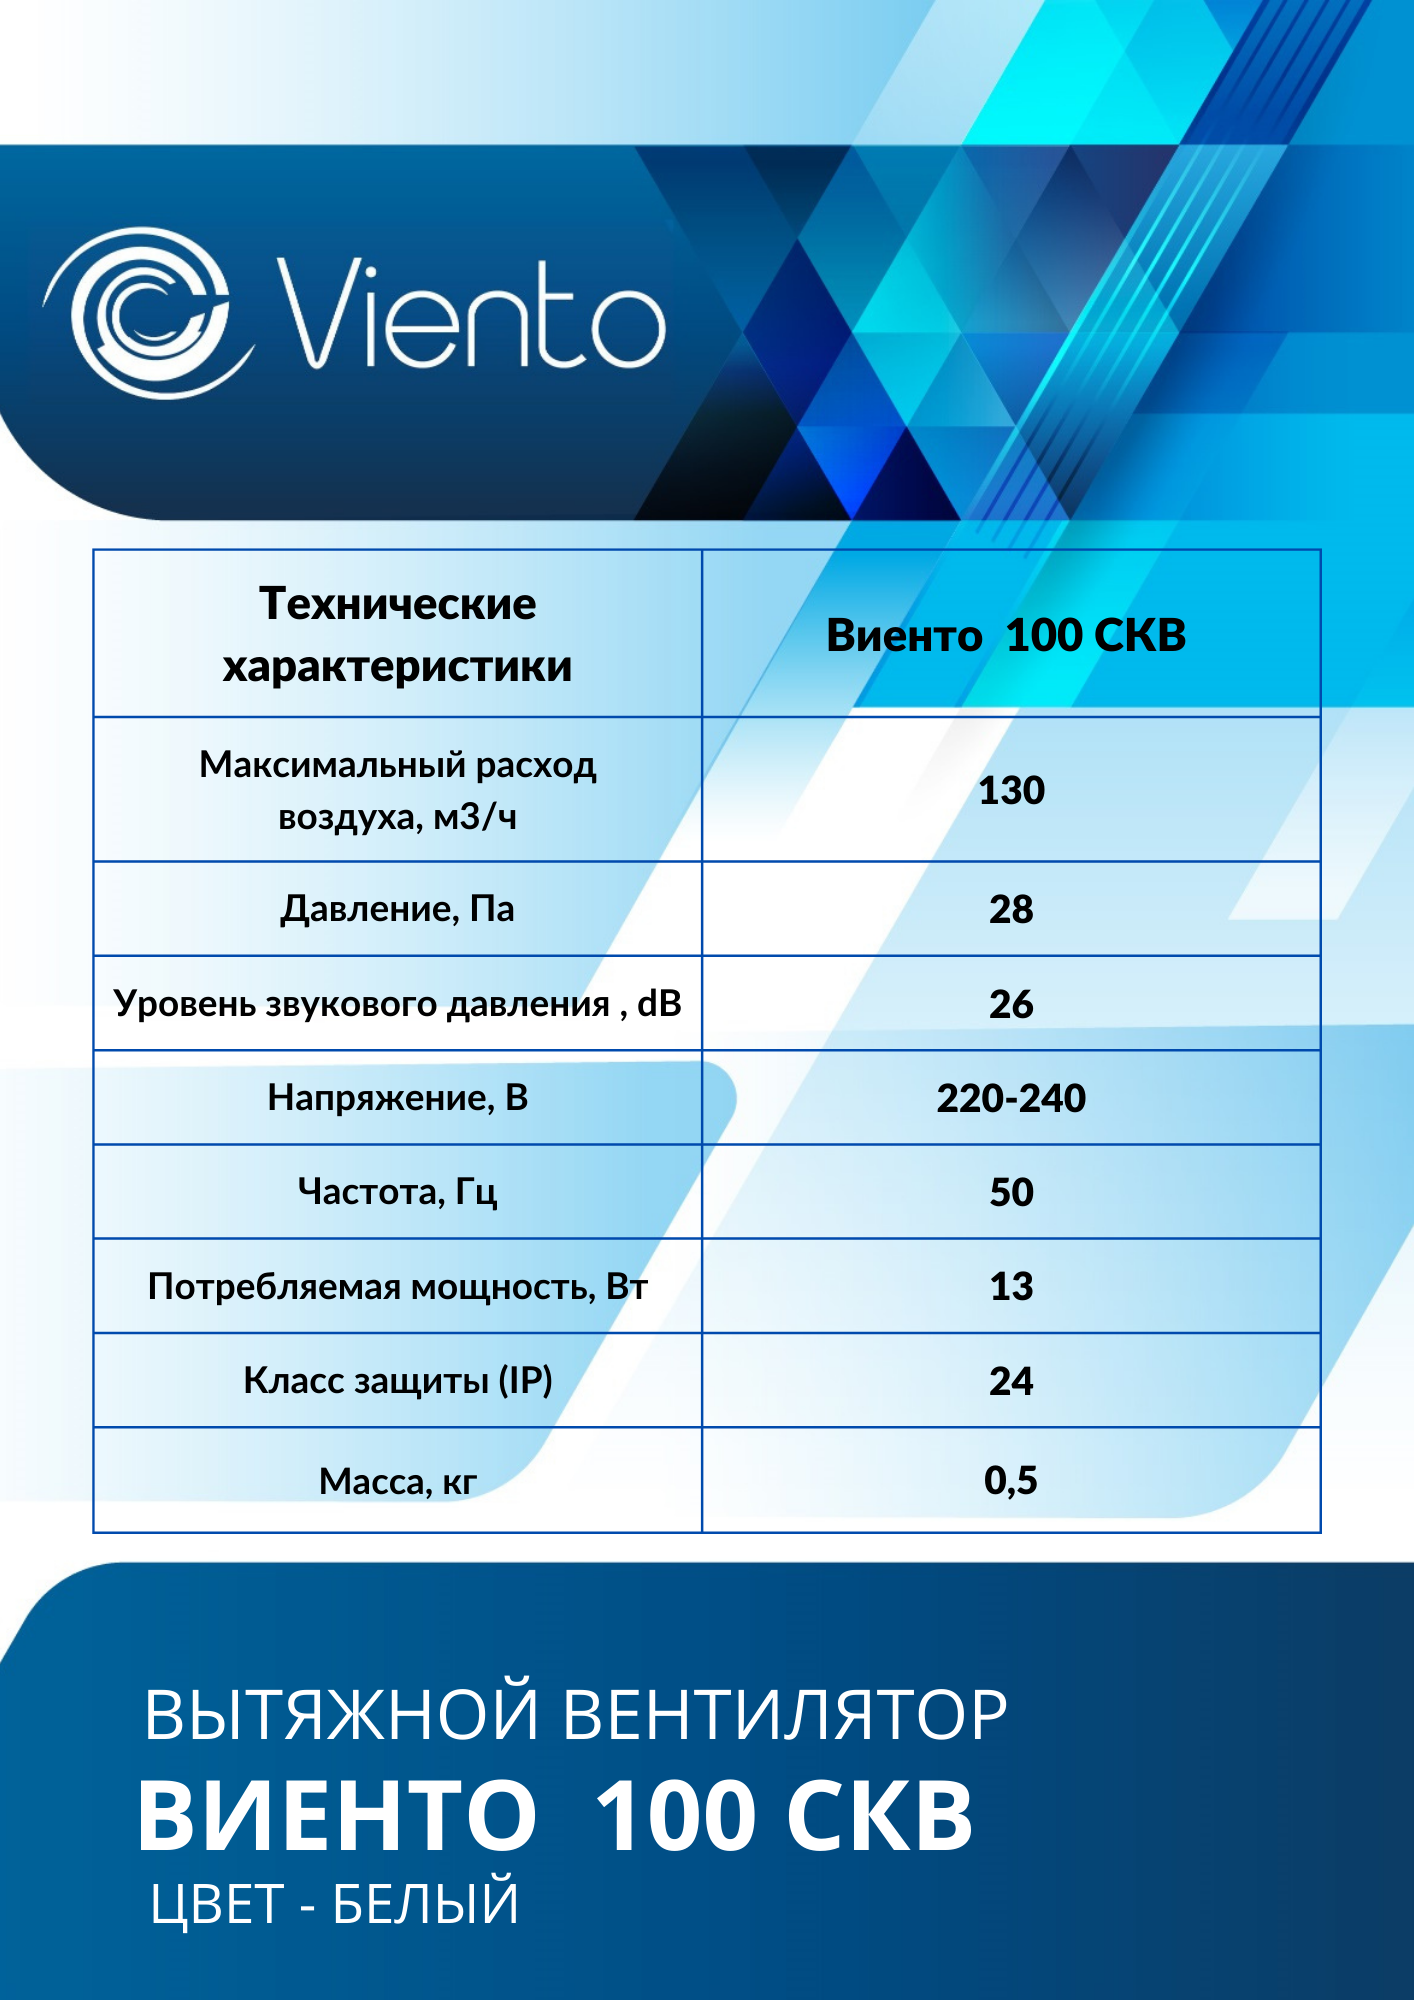 Viento
Технические
характеристики
Виенто 100 СКВ
Максимальный расход
воздуха, м3/ч
130
Давление, Па
28
Уровень звукового давления , dB
26
Напряжение, В
220-240
Частота, Гц
50
Потребляемая мощность, Вт
13
Класс защиты (IP)
24
Масса, кг
0,5
ВЫТЯЖНОЙ ВЕНТИЛЯТОР
ВИЕНТО 100 СКВ
ЦВЕТ - БЕЛЫЙ